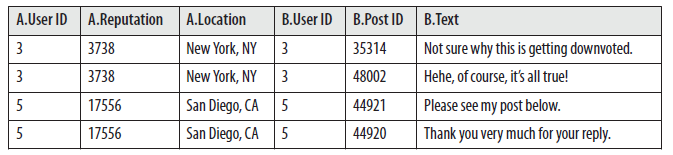 A.User ID A.Reputation A.Location B.User ID B.Post ID B.Text
3 3738 New York, NY 3 35314 Not sure why this is getting downvoted.
3 3738 New York, NY 3 48002 Hehe, of course, it's all true!
5 17556 San Diego, CA 5 44921 Please see my post below.
5 17556 San Diego, CA 5 44920 Thank you very much for your reply.